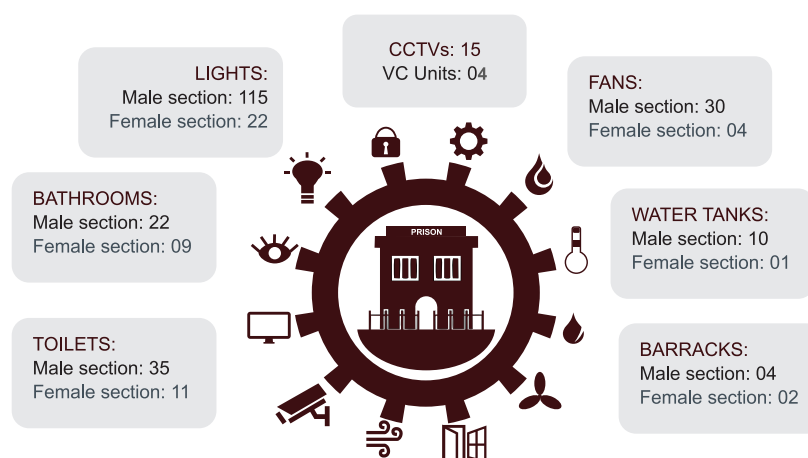 CCTVs: 15
VC Units: 04
LIGHTS:
Male section: 115
Female section: 22
FANS:
Male section: 30
Female section: 04
BATHROOMS:
Male section: 22
Female section: 09
PRISON
WATER TANKS:
Male section: 10
Female section: 01
TOILETS:
Male section: 35
Female section: 11
BARRACKS:
Male section: 04
Female section: 02